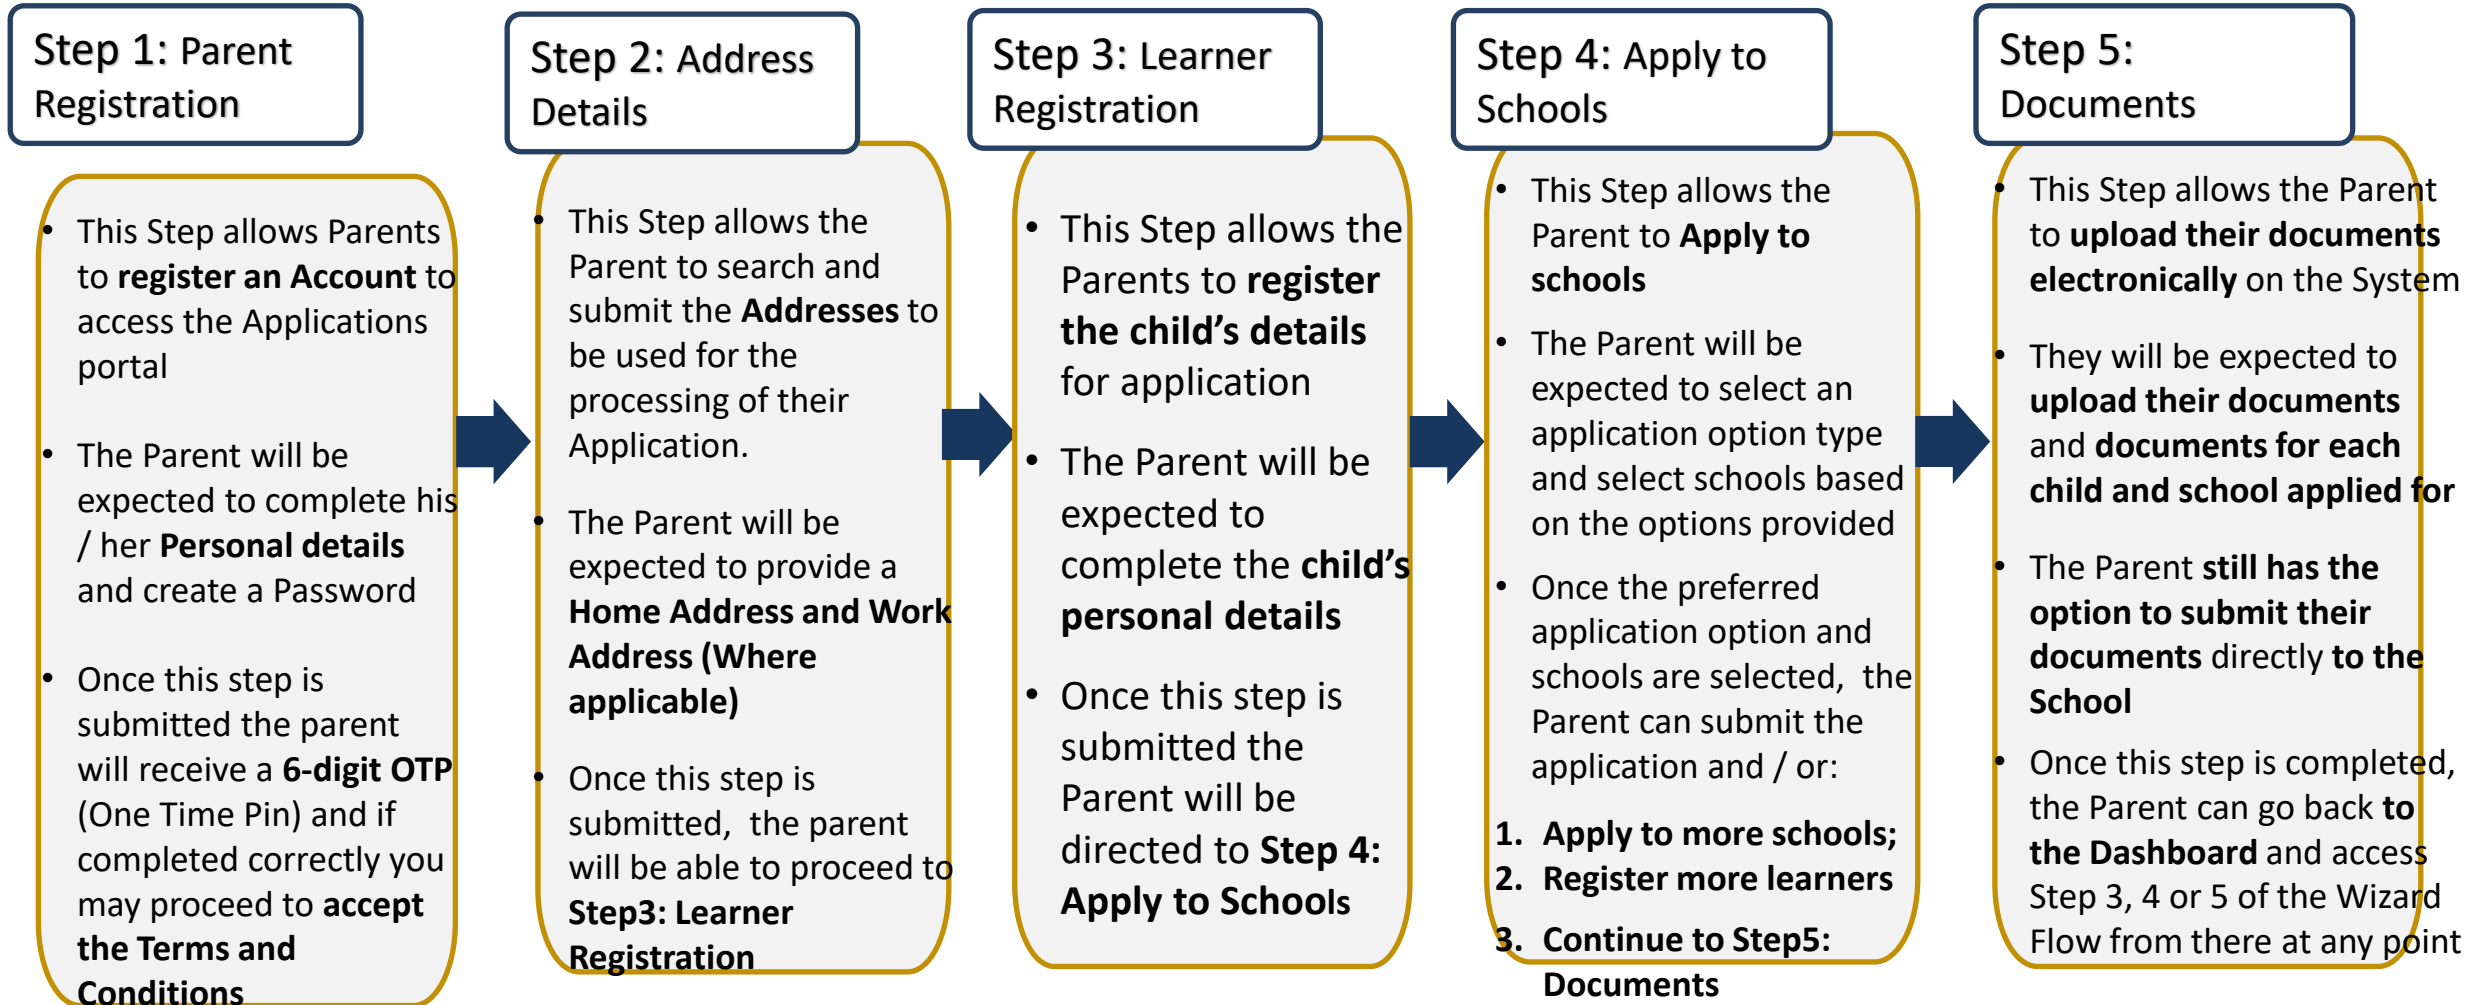 Step 1: Parent
Registration
• This Step allows Parents
to register an Account to
access the Applications
portal
• The Parent will be
expected to complete his
/ her Personal details
and create a Password
• Once this step is
submitted the parent
will receive a 6-digit OTP
(One Time Pin) and if
completed correctly you
may proceed to accept
the Terms and
Conditions
Step 2: Address
Details
• This Step allows the
Parent to search and
submit the Addresses to
be used for the
processing of their
Application.
• The Parent will be
expected to provide a
Home Address and Work
Address (Where
applicable)
• Once this step is
submitted, the parent
will be able to proceed to
Step3: Learner
Registration
Step 3: Learner
Registration
• This Step allows the
Parents to register
the child’s details
for application
• The Parent will be
expected to
complete the child’s
personal details
• Once this step is
submitted the
Parent will be
directed to Step 4:
Apply to Schools
Step 4: Apply to
Schools
• This Step allows the
Parent to Apply to
schools
• The Parent will be
expected to select an
application option type
and select schools based
on the options provided
• Once the preferred
application option and
schools are selected, the
Parent can submit the
application and / or:
1. Apply to more schools;
2. Register more learners
3. Continue to Step5:
Documents
Step 5:
Documents
• This Step allows the Parent
to upload their documents
electronically on the System
• They will be expected to
upload their documents
and documents for each
child and school applied for
• The Parent still has the
option to submit their
documents directly to the
School
• Once this step is completed,
the Parent can go back to
the Dashboard and access
Step 3, 4 or 5 of the Wizard
Flow from there at any point